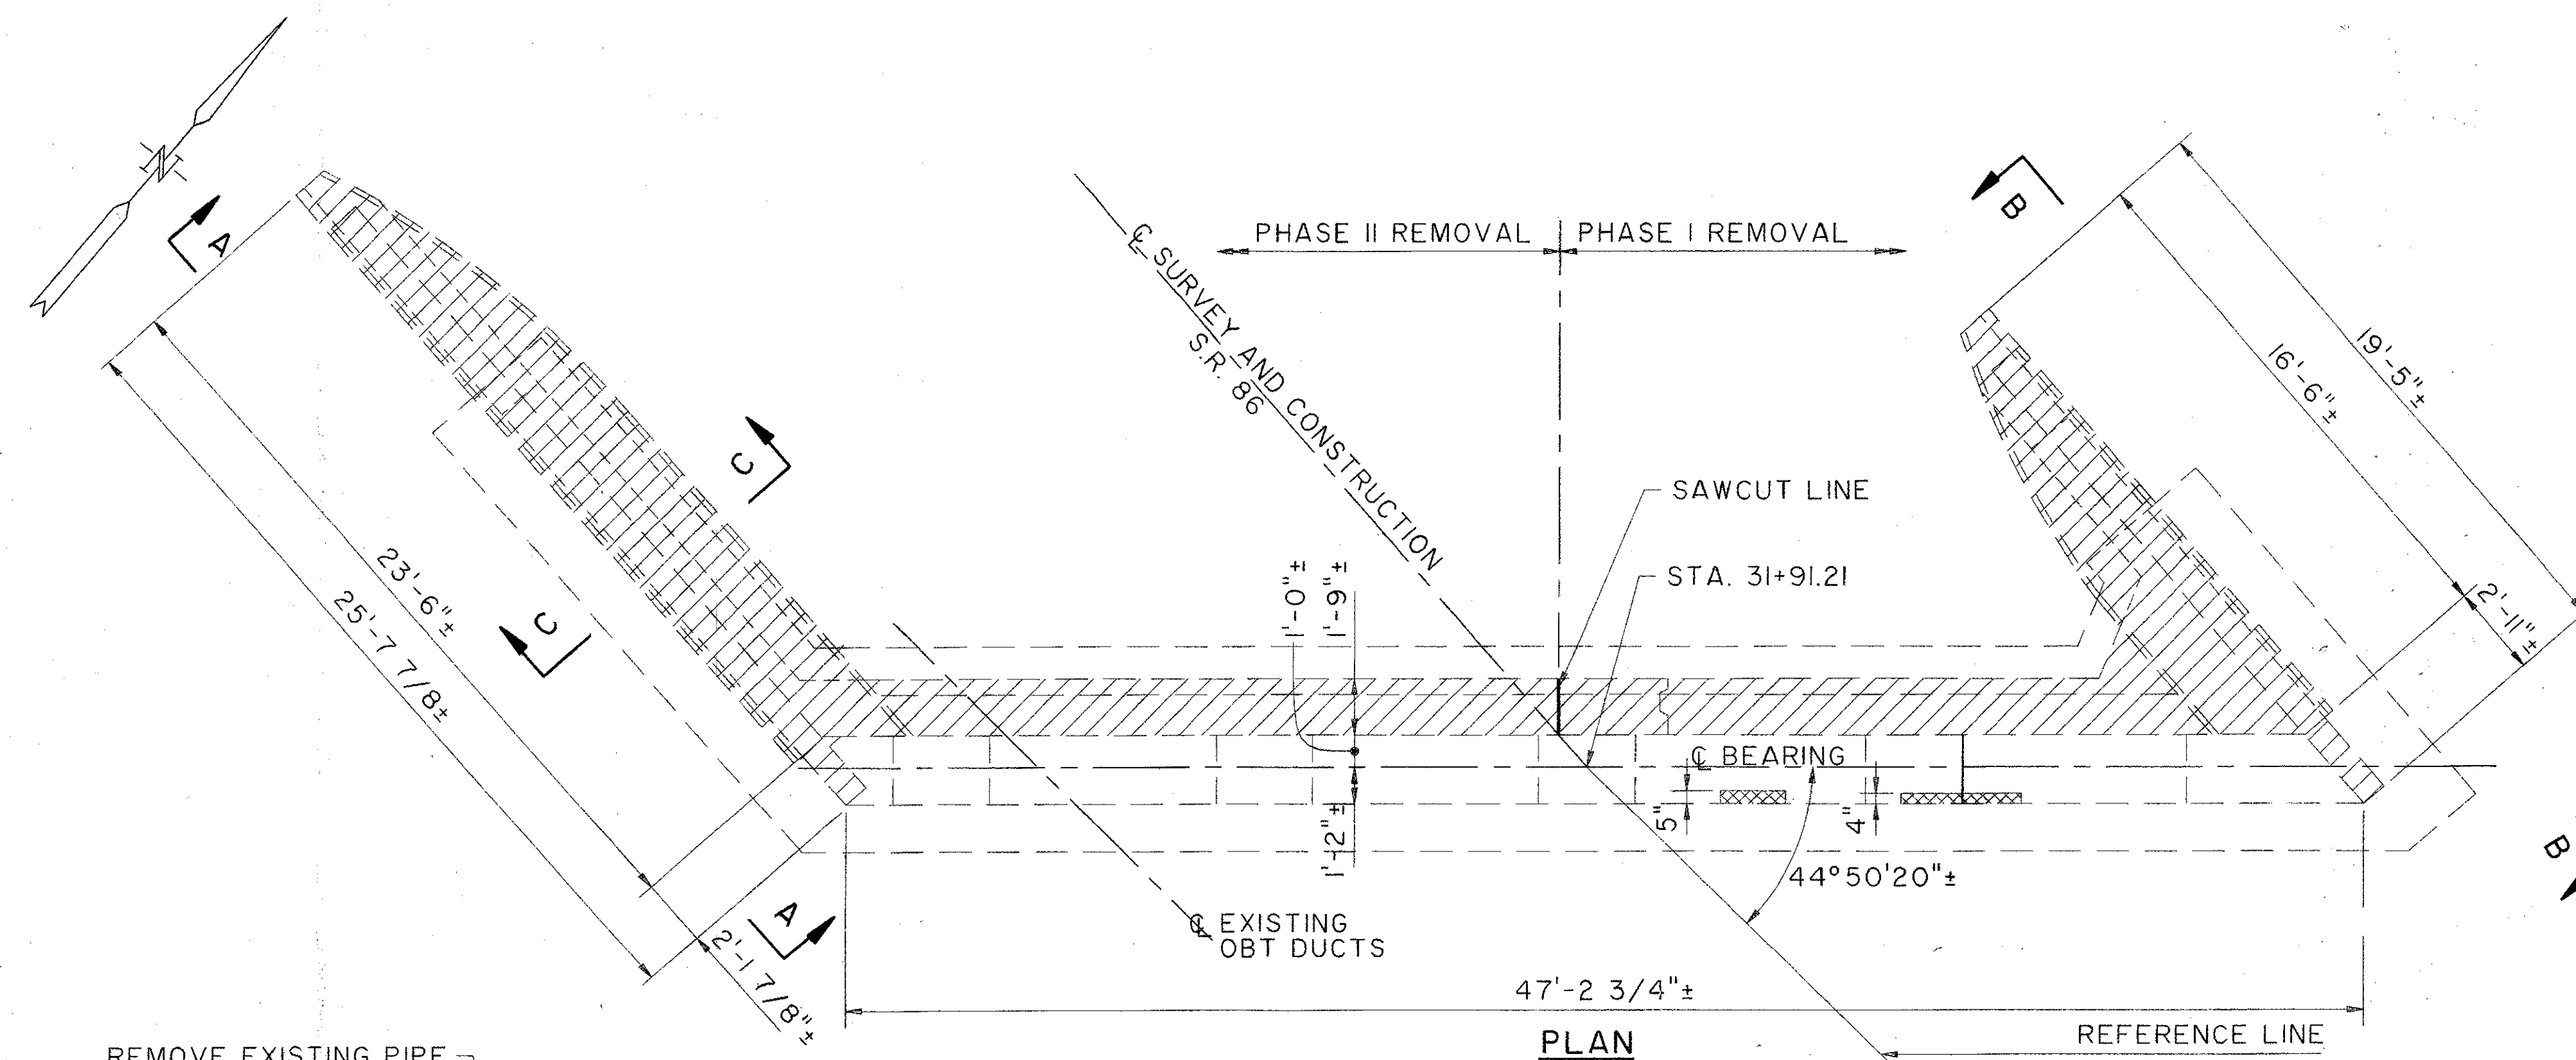 N
A
B
PHASE II REMOVAL
PHASE I REMOVAL
℄ SURVEY AND CONSTRUCTION
S.R. 86
19'-5"±
16'-6"±
2'-11"±
C
C
SAWCUT LINE
STA. 31+91.21
1'-0"±
1'-9"±
23'-6"±
25'-7 7/8±
℄ BEARING
5"
4"
1'-2"±
44°50'20"±
B
A
2'-1 7/8"±
℄ EXISTING
OBT DUCTS
47'-2 3/4"±
PLAN
REFERENCE LINE
REMOVE EXISTING PIPE